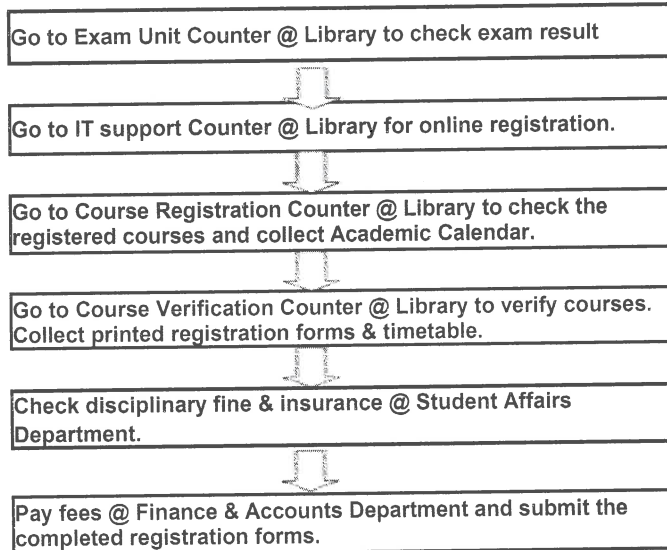 Go to Exam Unit Counter @ Library to check exam result
Go to IT support Counter @ Library for online registration.
Go to Course Registration Counter @ Library to check the
registered courses and collect Academic Calendar.
Go to Course Verification Counter @ Library to verify courses.
Collect printed registration forms & timetable.
Check disciplinary fine & insurance @ Student Affairs
Department.
Pay fees @ Finance & Accounts Department and submit the
completed registration forms.